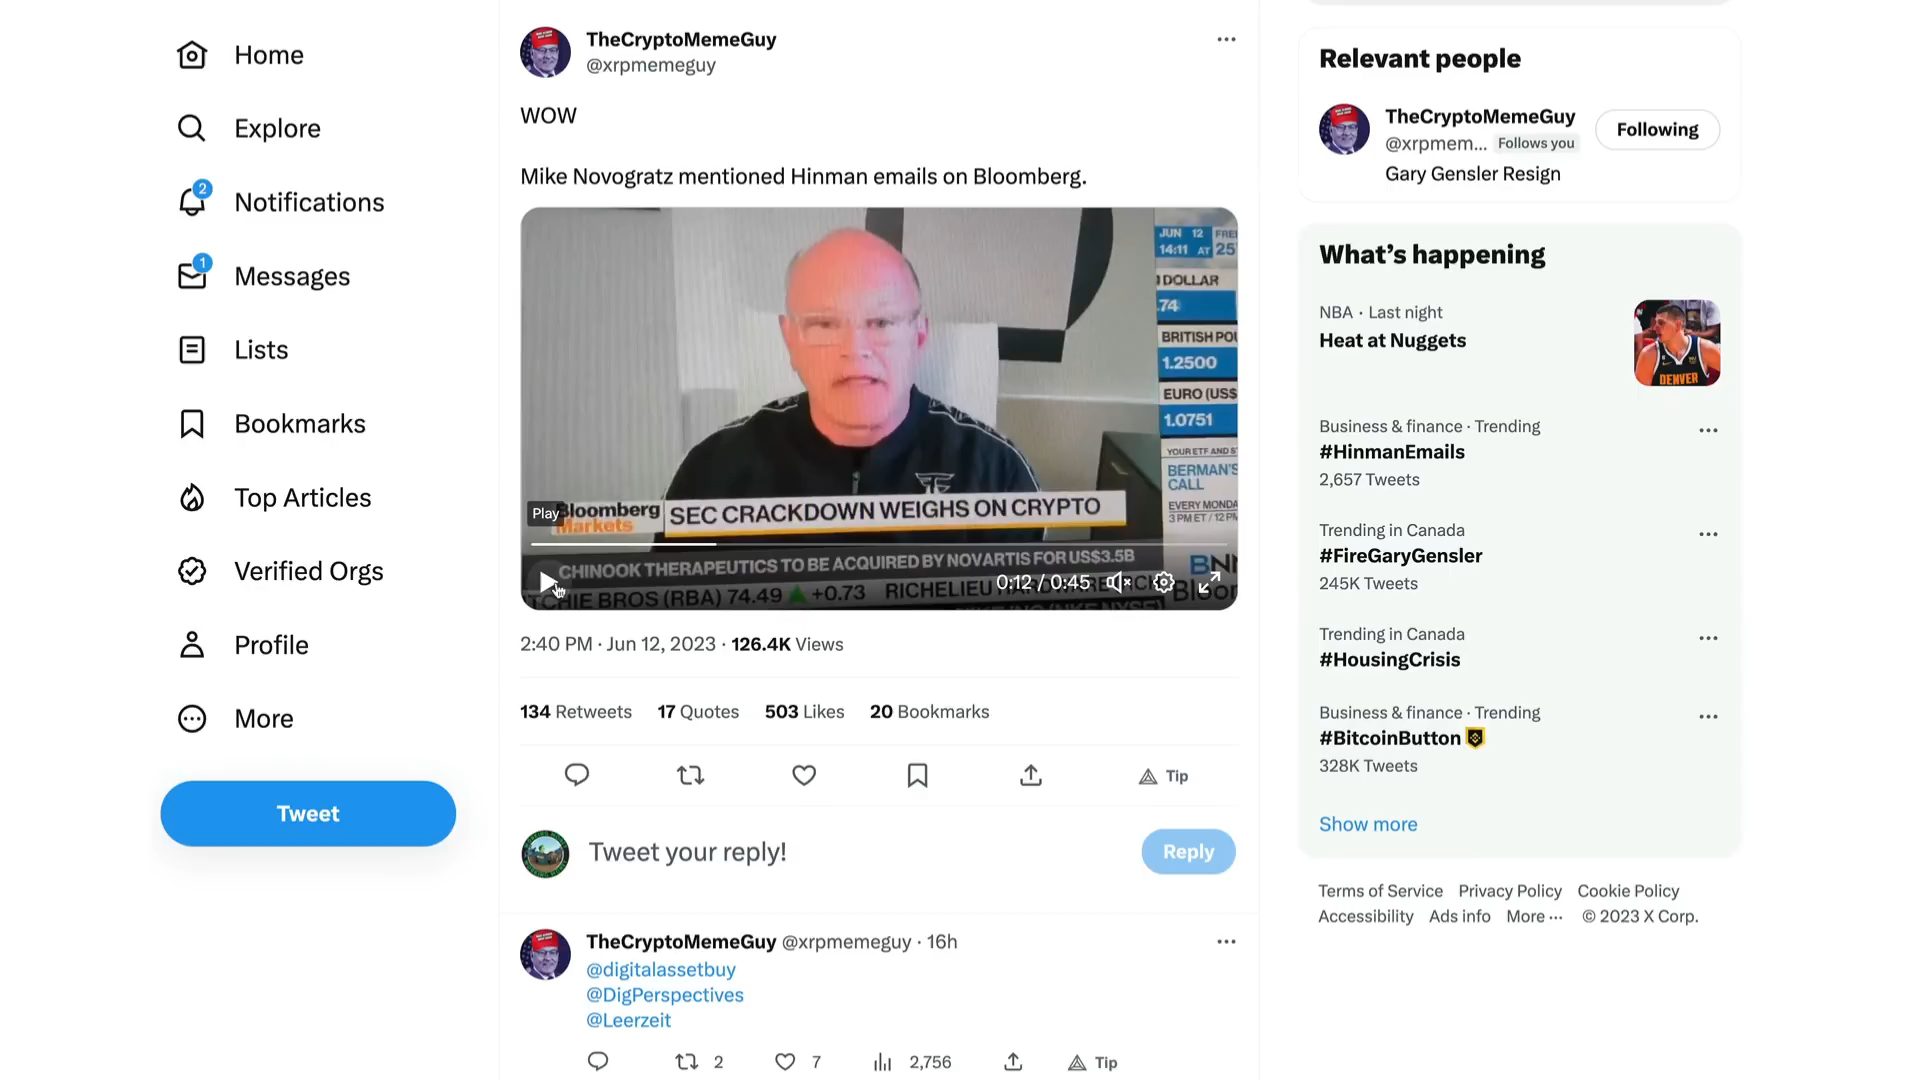 Home
Explore
2
Notifications
1
Messages
Lists
Bookmarks
Top Articles
Verified Orgs
Profile
More
Tweet
TheCryptoMemeGuy
@xrpmemeguy
WOW
Mike Novogratz mentioned Hinman emails on Bloomberg.
JUN 12
14:11 AT 25
DOLLAR
.74
BRITISH POU
1.2500
EURO (US$
1.0751
YOUR ETF AND S
BERMAN'S
CALL
EVERY MONDA
3 PM ET / 12 PM
Play
Bloomberg
Markets
SEC CRACKDOWN WEIGHS ON CRYPTO
CHINOOK THERAPEUTICS TO BE ACQUIRED BY NOVARTIS FOR US$3.5B
TCHIE BROS (RBA) 74.49 ▲ +0.73 RICHELIEU
0:12 / 0:45
2:40 PM · Jun 12, 2023 · 126.4K Views
134 Retweets 17 Quotes 503 Likes 20 Bookmarks
Tip
Tweet your reply!
Reply
TheCryptoMemeGuy @xrpmemeguy · 16h
@digitalassetbuy
@DigPerspectives
@Leerzeit
2 7 2,756 Tip
Relevant people
TheCryptoMemeGuy
@xrpmem... Follows you
Following
Gary Gensler Resign
What's happening
NBA · Last night
Heat at Nuggets
DENVER
Business & finance · Trending
#HinmanEmails
2,657 Tweets
Trending in Canada
#FireGaryGensler
245K Tweets
Trending in Canada
#HousingCrisis
Business & finance · Trending
#BitcoinButton
328K Tweets
Show more
Terms of Service Privacy Policy Cookie Policy
Accessibility Ads info More ··· © 2023 X Corp.